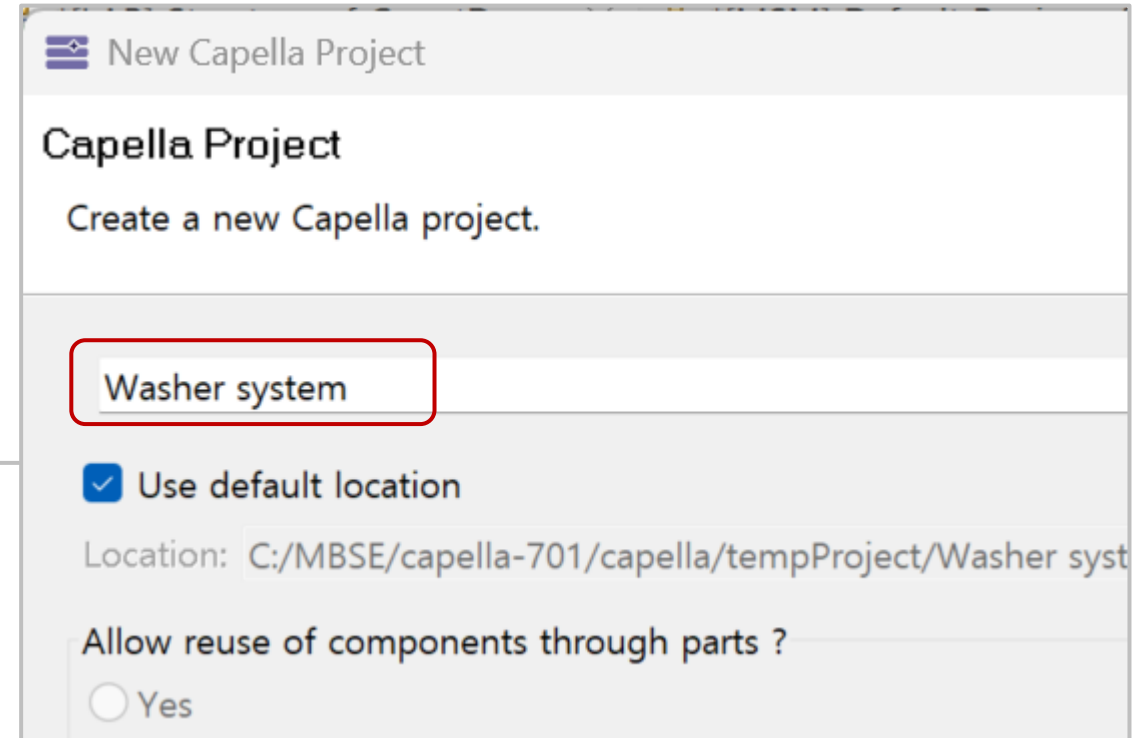 New Capella Project
Capella Project
Create a new Capella project.
Washer system
Use default location
Location: C:/MBSE/capella-701/capella/tempProject/Washer syst
Allow reuse of components through parts ?
Yes